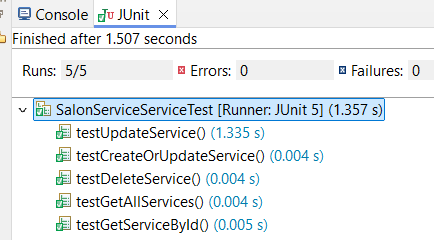 Console JUnit
Finished after 1.507 seconds
Runs: 5/5 Errors: 0 Failures: 0
SalonServiceServiceTest [Runner: JUnit 5] (1.357 s)
testUpdateService() (1.335 s)
testCreateOrUpdateService() (0.004 s)
testDeleteService() (0.004 s)
testGetAllServices() (0.004 s)
testGetServiceById() (0.005 s)